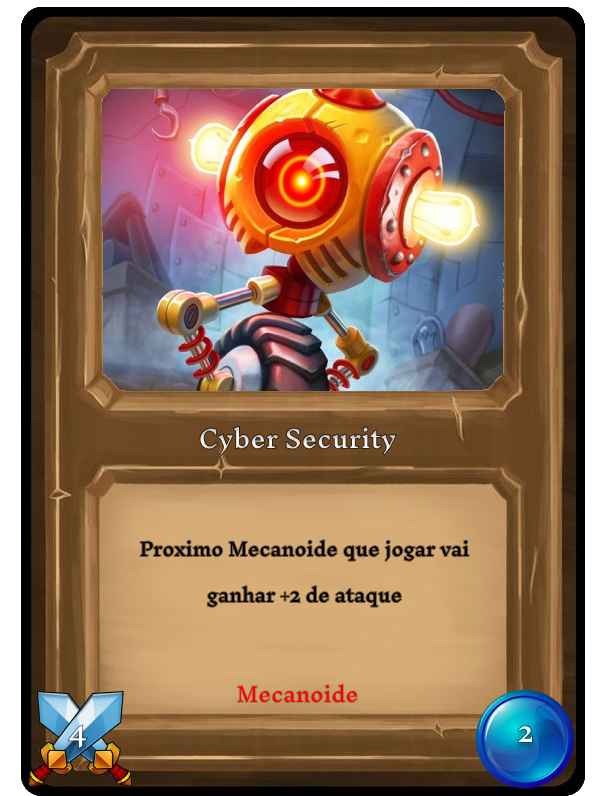 Cyber Security
Proximo Mecanoide que jogar vai
ganhar +2 de ataque
Mecanoide
4
2